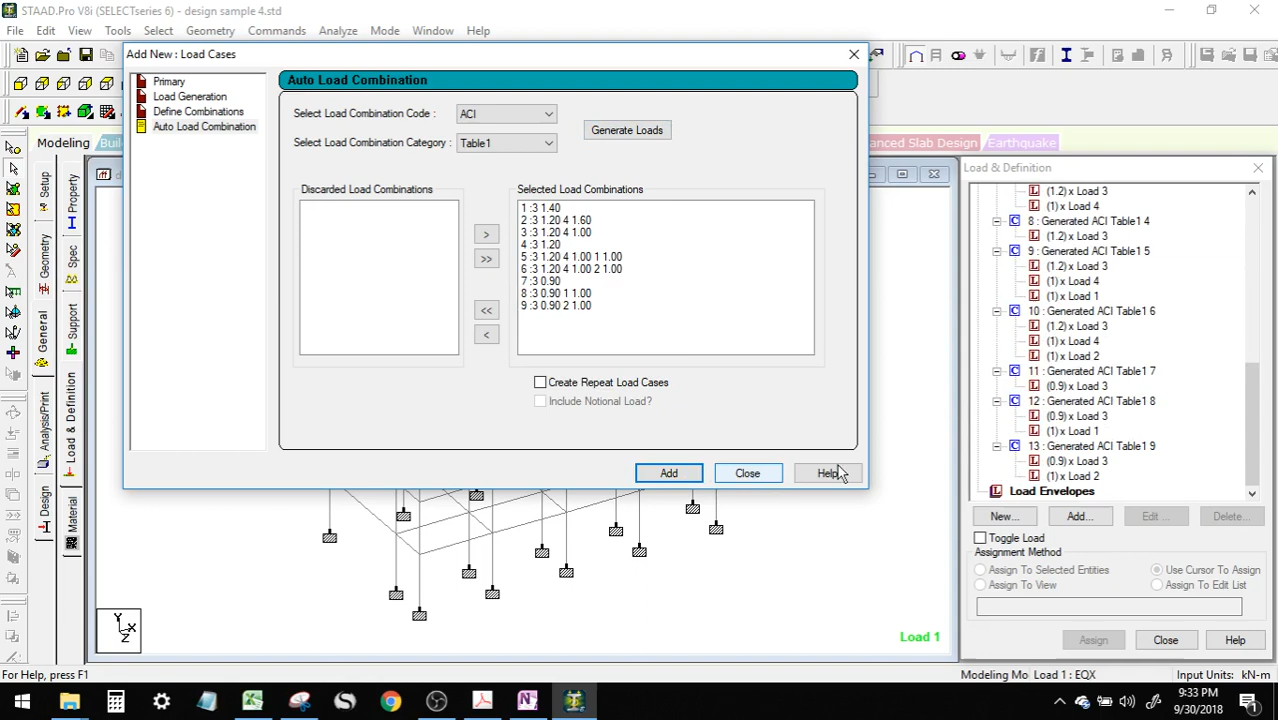 STAAD.Pro V8i (SELECTseries 6) - design sample 4.std
File Edit View Tools Select Geometry Commands Analyze Mode Window Help
Add New : Load Cases
Primary
Load Generation
Define Combinations
Auto Load Combination
Auto Load Combination
Select Load Combination Code : ACI
Select Load Combination Category : Table1
Generate Loads
Discarded Load Combinations
Selected Load Combinations
1 :3 1.40
2 :3 1.20 4 1.60
3 :3 1.20 4 1.00
4 :3 1.20
5 :3 1.20 4 1.00 1 1.00
6 :3 1.20 4 1.00 2 1.00
7 :3 0.90
8 :3 0.90 1 1.00
9 :3 0.90 2 1.00
>
>>
<<
<
Create Repeat Load Cases
Include Notional Load?
Add Close Help
Modeling
anced Slab Design
Earthquake
Setup
Geometry
General
Analysis/Print
Design
Property
Spec
Support
Load & Definition
Material
Load & Definition
(1.2) x Load 3
(1) x Load 4
8 : Generated ACI Table1 4
(1.2) x Load 3
9 : Generated ACI Table1 5
(1.2) x Load 3
(1) x Load 4
(1) x Load 1
10 : Generated ACI Table1 6
(1.2) x Load 3
(1) x Load 4
(1) x Load 2
11 : Generated ACI Table1 7
(0.9) x Load 3
12 : Generated ACI Table1 8
(0.9) x Load 3
(1) x Load 1
13 : Generated ACI Table1 9
(0.9) x Load 3
(1) x Load 2
Load Envelopes
New... Add... Edit ... Delete...
Toggle Load
Assignment Method
Assign To Selected Entities
Use Cursor To Assign
Assign To View
Assign To Edit List
Assign Close Help
Y
X
Z
Load 1
For Help, press F1
Modeling Mo Load 1 : EQX Input Units: kN-m
9:33 PM
9/30/2018